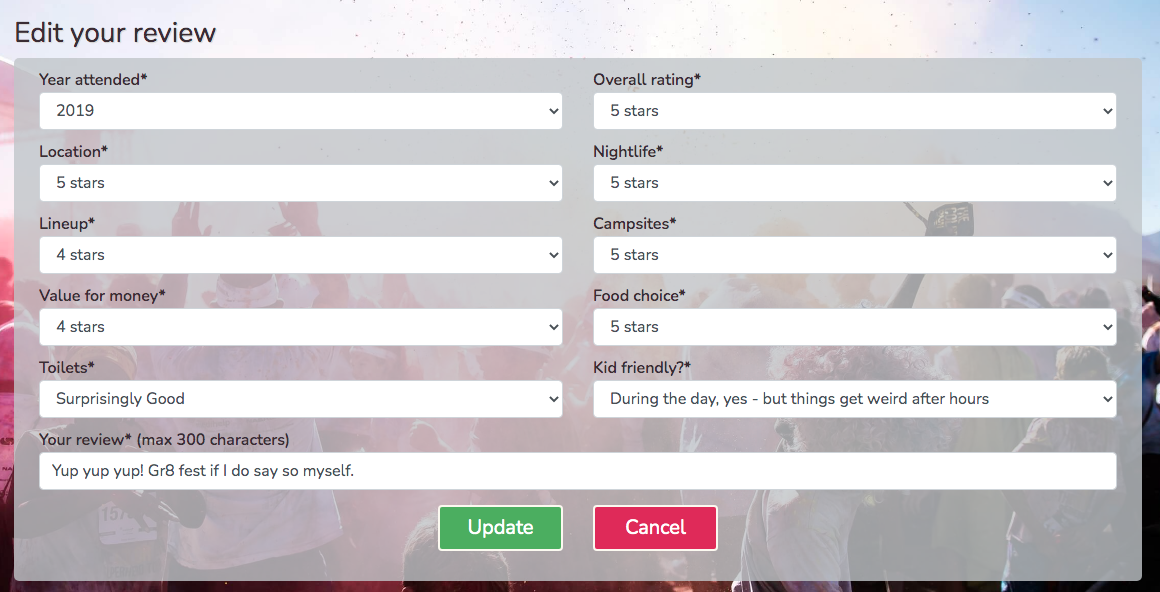 Edit your review
Year attended*
Overall rating*
2019
5 stars
Location*
Nightlife*
5 stars
5 stars
Lineup*
Campsites*
4 stars
5 stars
Value for money*
Food choice*
4 stars
5 stars
Toilets*
Kid friendly?*
Surprisingly Good
During the day, yes - but things get weird after hours
Your review* (max 300 characters)
Yup yup yup! Gr8 fest if I do say so myself.
Update
Cancel